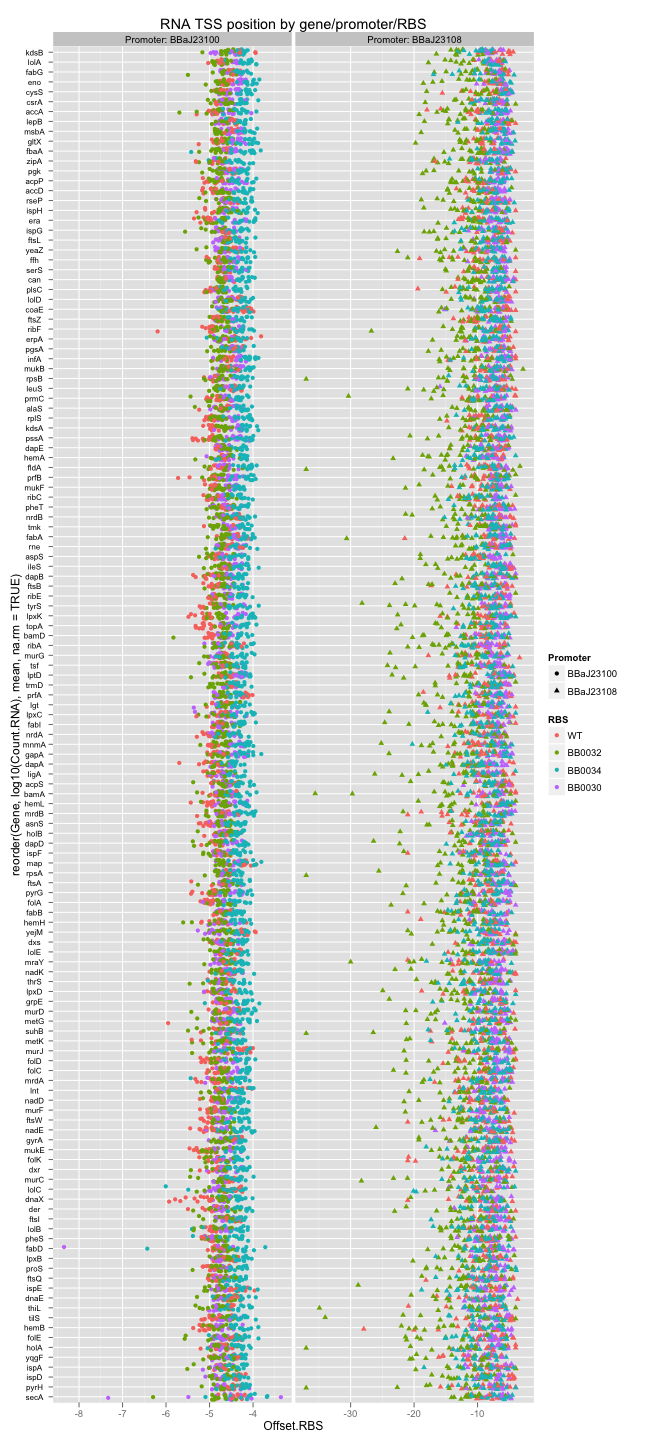 RNA TSS position by gene/promoter/RBS
Promoter: BBaJ23100
Promoter: BBaJ23108
reorder(Gene, log10(Count.RNA), mean, na.rm = TRUE)
kdsB
lolA
fabG
eno
cysS
csrA
accA
lepB
msbA
gltX
fbaA
zipA
pgk
acpP
accD
rseP
ispH
era
ispG
ftsL
yeaZ
ffh
serS
can
plsC
lolD
coaE
ftsZ
ribF
erpA
pgsA
infA
mukB
rpsB
leuS
prmC
alaS
rplS
kdsA
pssA
dapE
hemA
fldA
prfB
mukF
ribC
pheT
nrdB
tmk
fabA
rne
aspS
ileS
dapB
ftsB
ribE
tyrS
lpxK
topA
bamD
ribA
murG
tsf
lptD
trmD
prfA
lgt
lpxC
fabI
nrdA
mnmA
gapA
dapA
ligA
acpS
bamA
hemL
mrdB
asnS
holB
dapD
ispF
map
rpsA
ftsA
pyrG
folA
fabB
hemH
yejM
dxs
lolE
mraY
nadK
thrS
lpxD
grpE
murD
metG
suhB
metK
murJ
folD
folC
mrdA
lnt
nadD
murF
ftsW
nadE
gyrA
mukE
folK
dxr
murC
lolC
dnaX
der
ftsI
lolB
pheS
fabD
lpxB
proS
ftsQ
ispE
dnaE
thiL
tilS
hemB
folE
holA
yqgF
ispA
ispD
pyrH
secA
-8 -7 -6 -5 -4
-30 -20 -10
Offset.RBS
Promoter
BBaJ23100
BBaJ23108
RBS
WT
BB0032
BB0034
BB0030